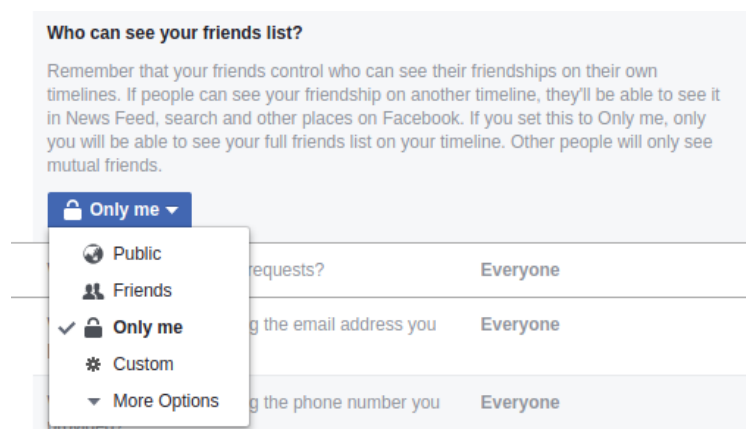 Who can see your friends list?
Remember that your friends control who can see their friendships on their own
timelines. If people can see your friendship on another timeline, they'll be able to see it
in News Feed, search and other places on Facebook. If you set this to Only me, only
you will be able to see your full friends list on your timeline. Other people will only see
mutual friends.
Only me
Public
requests? Everyone
Friends
Only me
the email address you Everyone
Custom
More Options
the phone number you Everyone